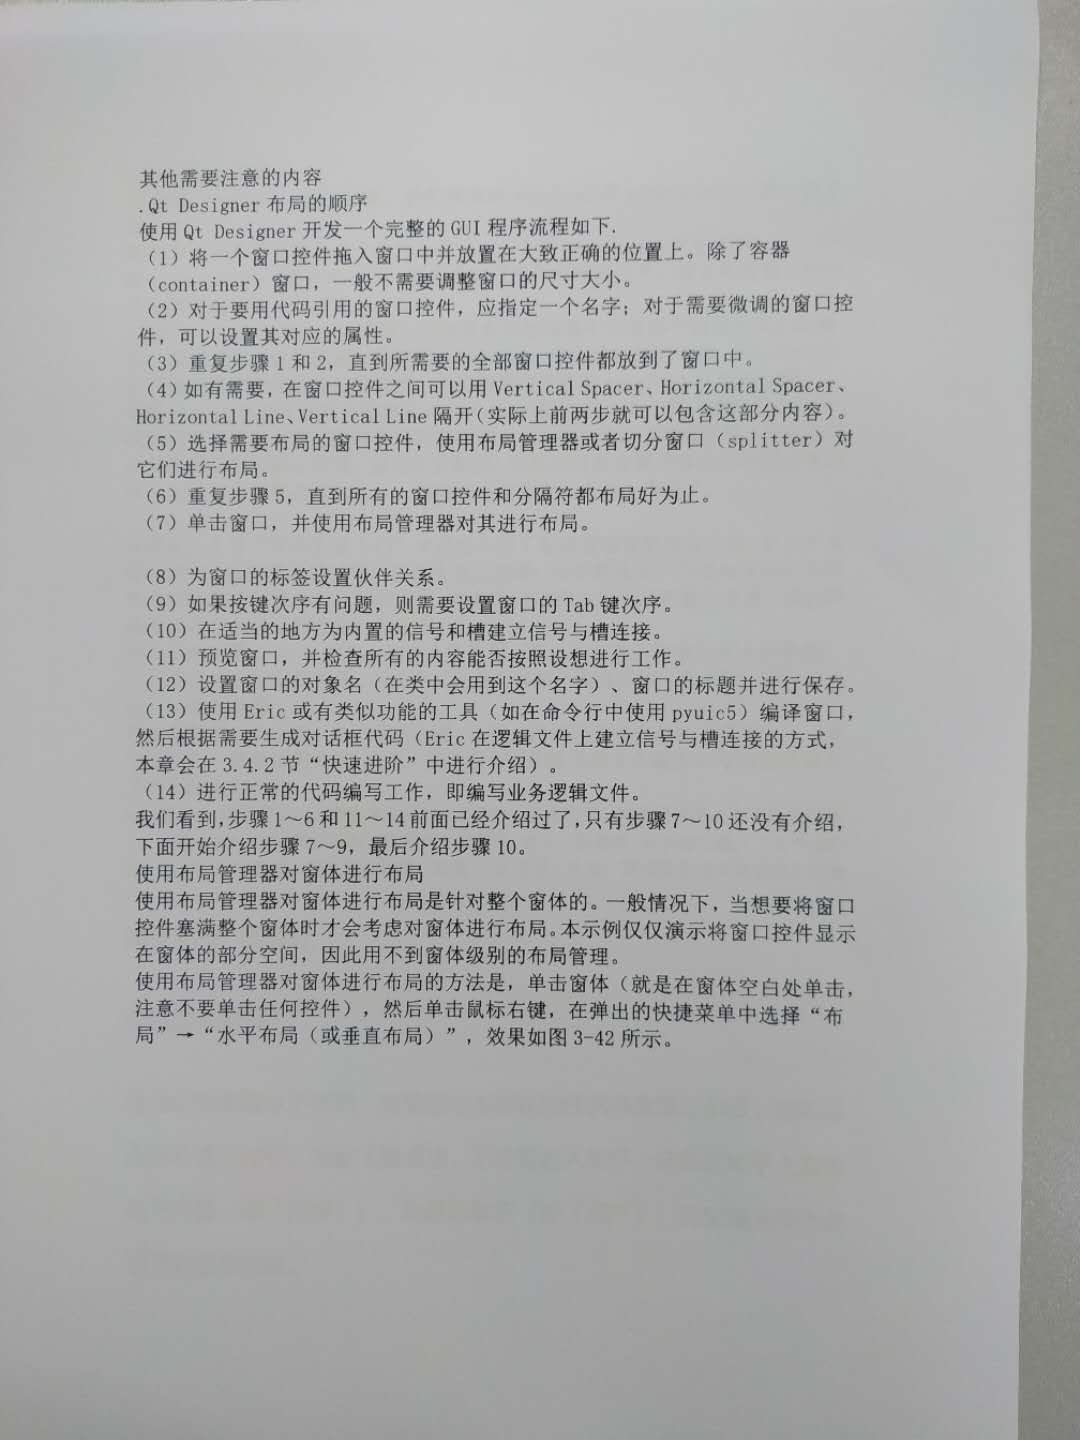 其他需要注意的内容
.Qt Designer 布局的顺序
使用 Qt Designer 开发一个完整的 GUI 程序流程如下.
（1）将一个窗口控件拖入窗口中并放置在大致正确的位置上。除了容器
（container）窗口，一般不需要调整窗口的尺寸大小。
（2）对于要用代码引用的窗口控件，应指定一个名字；对于需要微调的窗口控
件，可以设置其对应的属性。
（3）重复步骤 1 和 2，直到所需要的全部窗口控件都放到了窗口中。
（4）如有需要，在窗口控件之间可以用 Vertical Spacer、Horizontal Spacer、
Horizontal Line、Vertical Line 隔开（实际上前两步就可以包含这部分内容）。
（5）选择需要布局的窗口控件，使用布局管理器或者切分窗口（splitter）对
它们进行布局。
（6）重复步骤 5，直到所有的窗口控件和分隔符都布局好为止。
（7）单击窗口，并使用布局管理器对其进行布局。
（8）为窗口的标签设置伙伴关系。
（9）如果按键次序有问题，则需要设置窗口的 Tab 键次序。
（10）在适当的地方为内置的信号和槽建立信号与槽连接。
（11）预览窗口，并检查所有的内容能否按照设想进行工作。
（12）设置窗口的对象名（在类中会用到这个名字）、窗口的标题并进行保存。
（13）使用 Eric 或有类似功能的工具（如在命令行中使用 pyuic5）编译窗口，
然后根据需要生成对话框代码（Eric 在逻辑文件上建立信号与槽连接的方式，
本章会在 3.4.2 节“快速进阶”中进行介绍）。
（14）进行正常的代码编写工作，即编写业务逻辑文件。
我们看到，步骤 1～6 和 11～14 前面已经介绍过了，只有步骤 7～10 还没有介绍，
下面开始介绍步骤 7～9，最后介绍步骤 10。
使用布局管理器对窗体进行布局
使用布局管理器对窗体进行布局是针对整个窗体的。一般情况下，当想要将窗口
控件塞满整个窗体时才会考虑对窗体进行布局。本示例仅仅演示将窗口控件显示
在窗体的部分空间，因此用不到窗体级别的布局管理。
使用布局管理器对窗体进行布局的方法是，单击窗体（就是在窗体空白处单击，
注意不要单击任何控件），然后单击鼠标右键，在弹出的快捷菜单中选择“布
局”→“水平布局（或垂直布局）”，效果如图 3-42 所示。